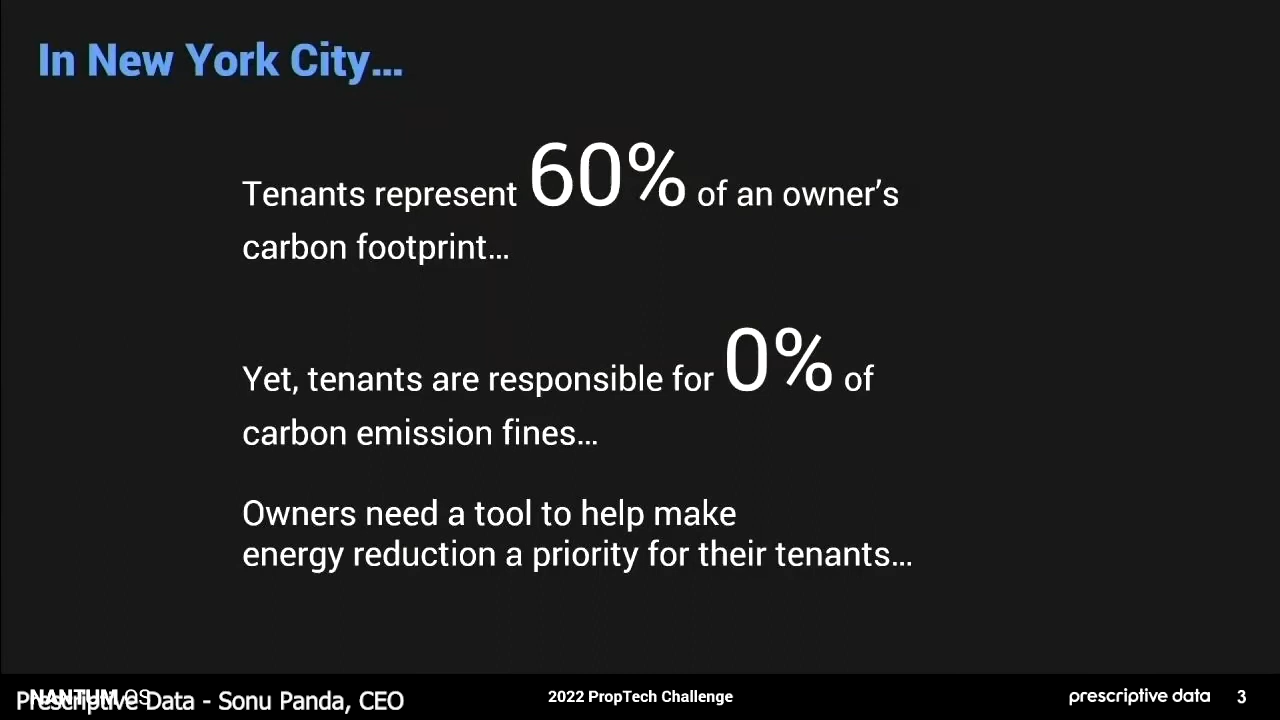 In New York City...
Tenants represent 60% of an owner's
carbon footprint...
Yet, tenants are responsible for 0% of
carbon emission fines...
Owners need a tool to help make
energy reduction a priority for their tenants...
NANTUM OS
Prescriptive Data - Sonu Panda, CEO
2022 PropTech Challenge
prescriptive data
3